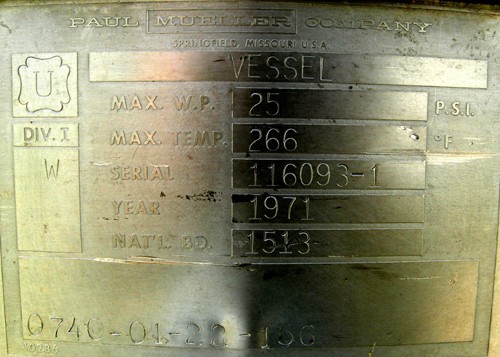 PAUL MUELLER COMPANY
SPRINGFIELD, MISSOURI U.S.A.
VESSEL
U
MAX. W.P. 25 P.S.I.
DIV. I
MAX. TEMP. 266 °F
W
SERIAL 116093-1
YEAR 1971
NAT'L. BD. 1513